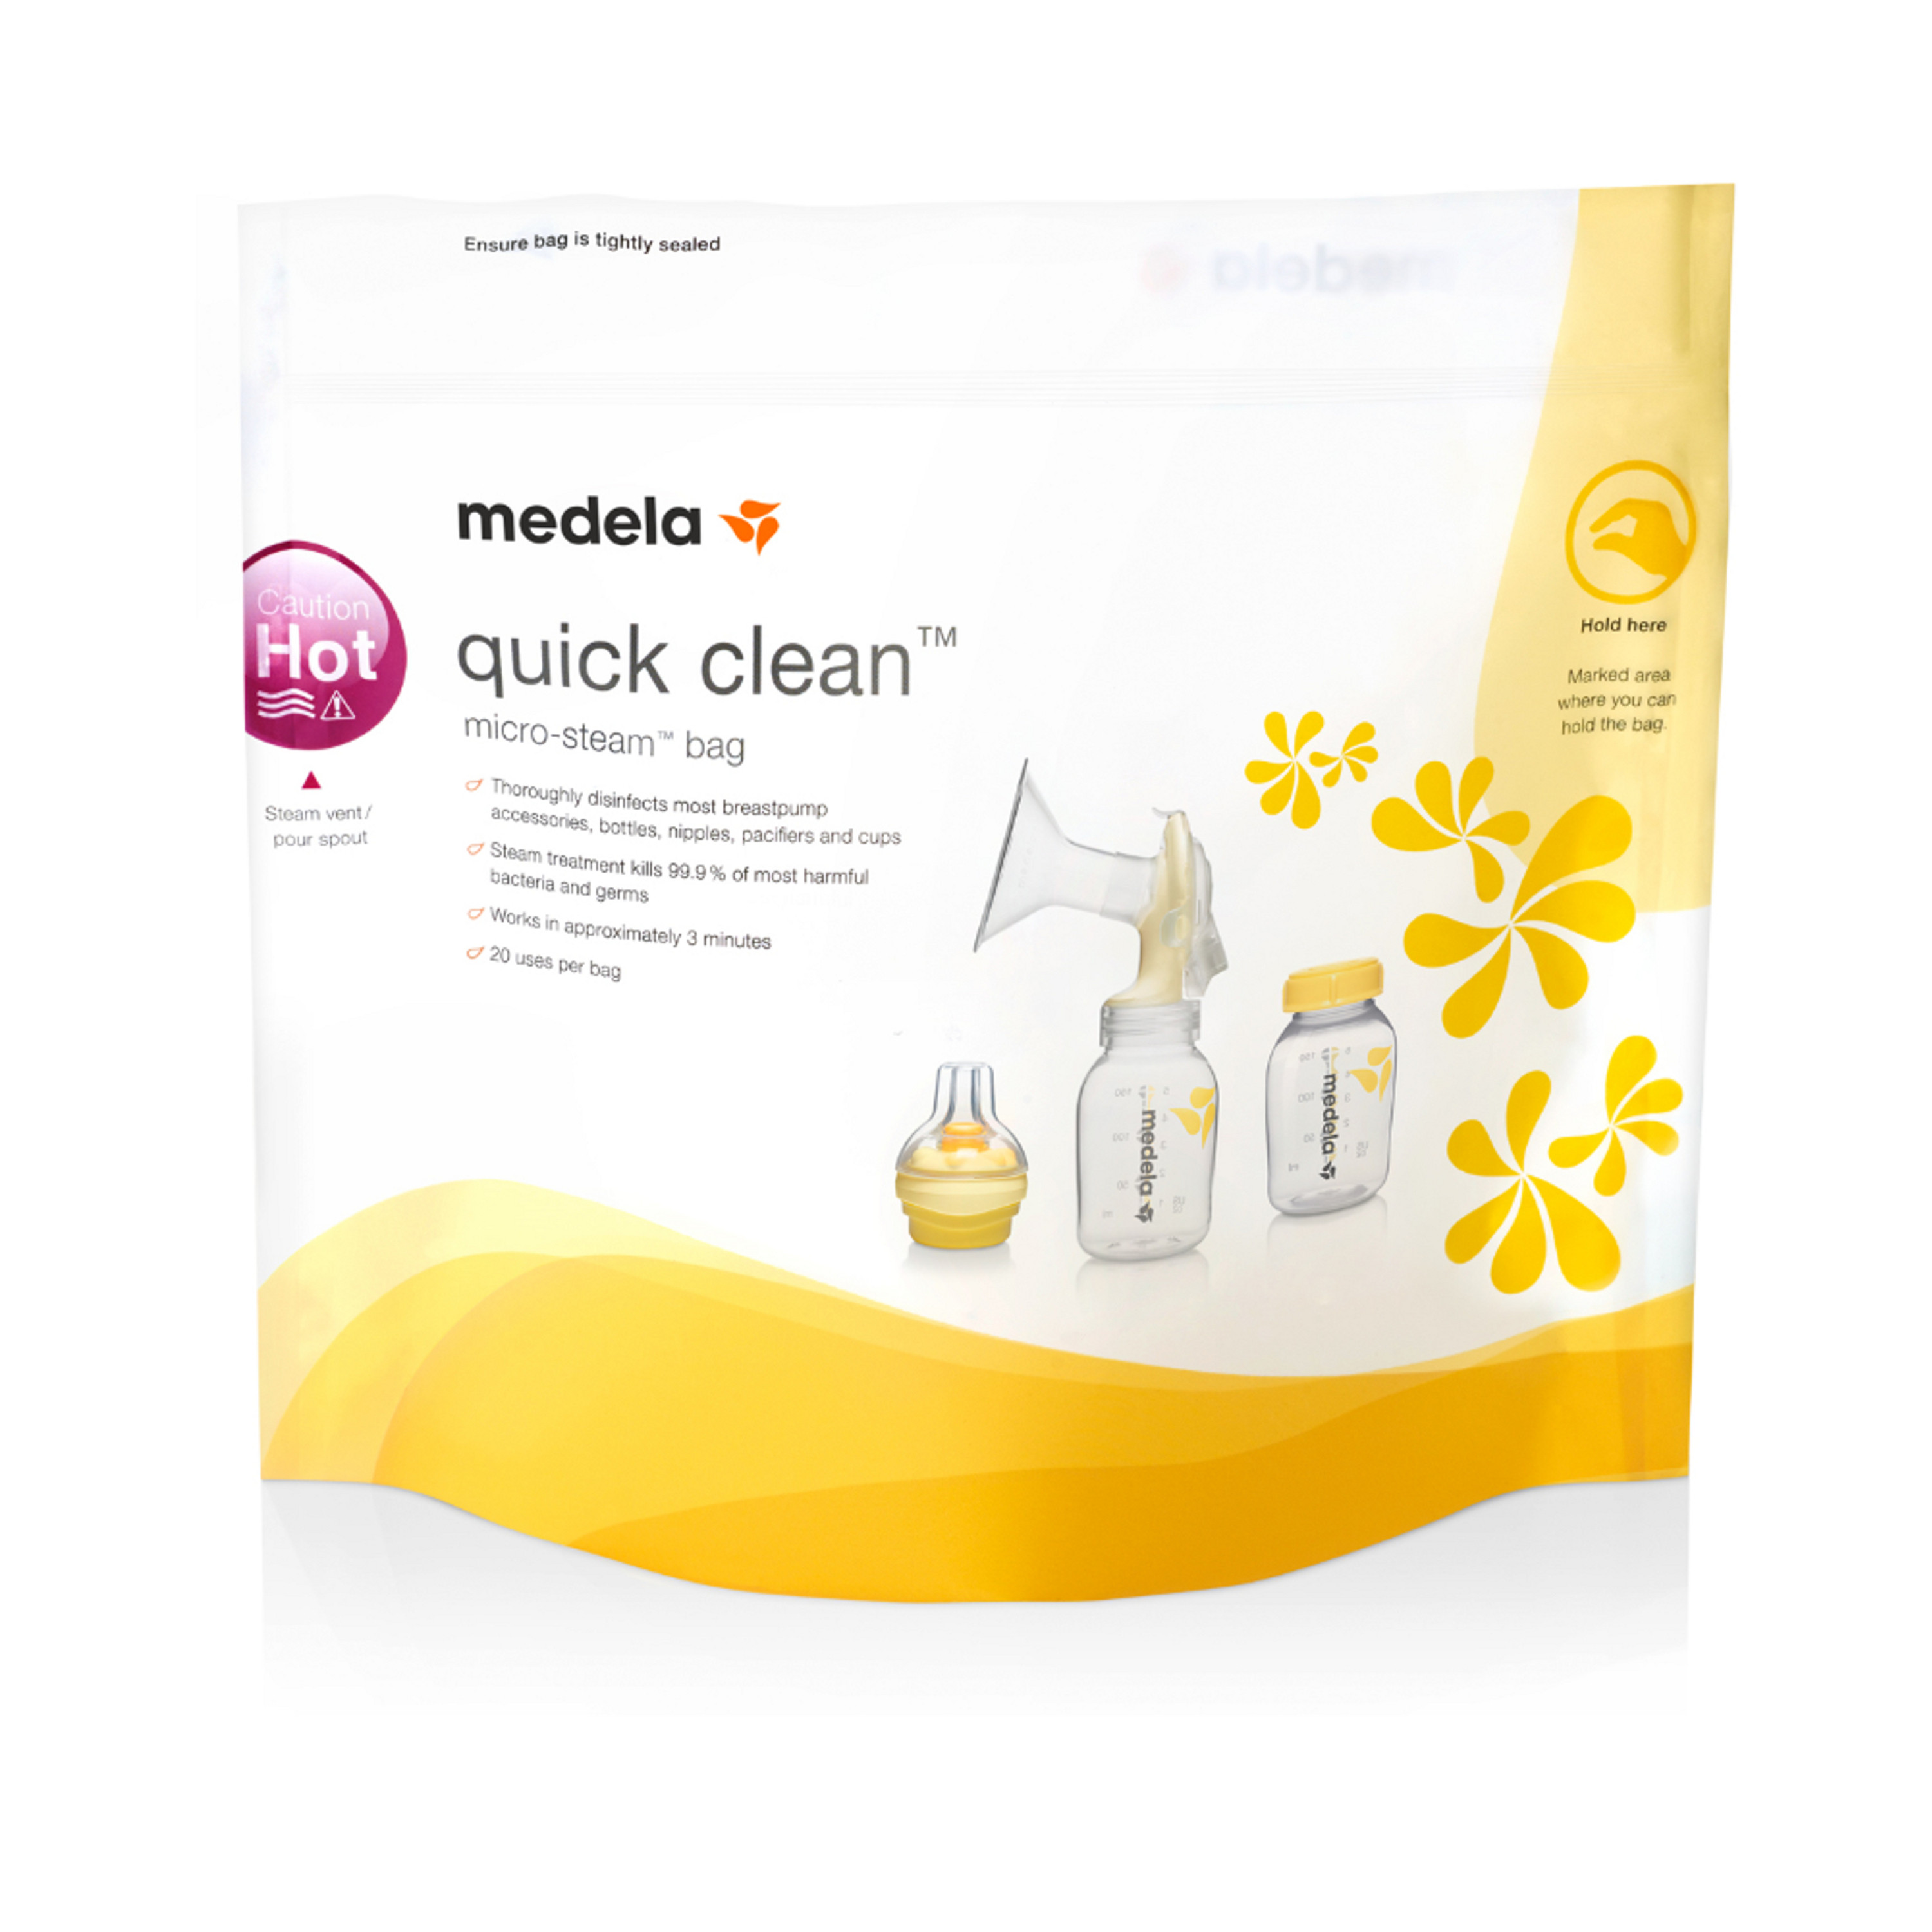 Ensure bag is tightly sealed
medela
medela
Caution
Hot
Steam vent/
pour spout
quick clean™
micro-steam™ bag
Thoroughly disinfects most breastpump
accessories, bottles, nipples, pacifiers and cups
Steam treatment kills 99.9% of most harmful
bacteria and germs
Works in approximately 3 minutes
20 uses per bag
Hold here
Marked area
where you can
hold the bag.
medela
medela